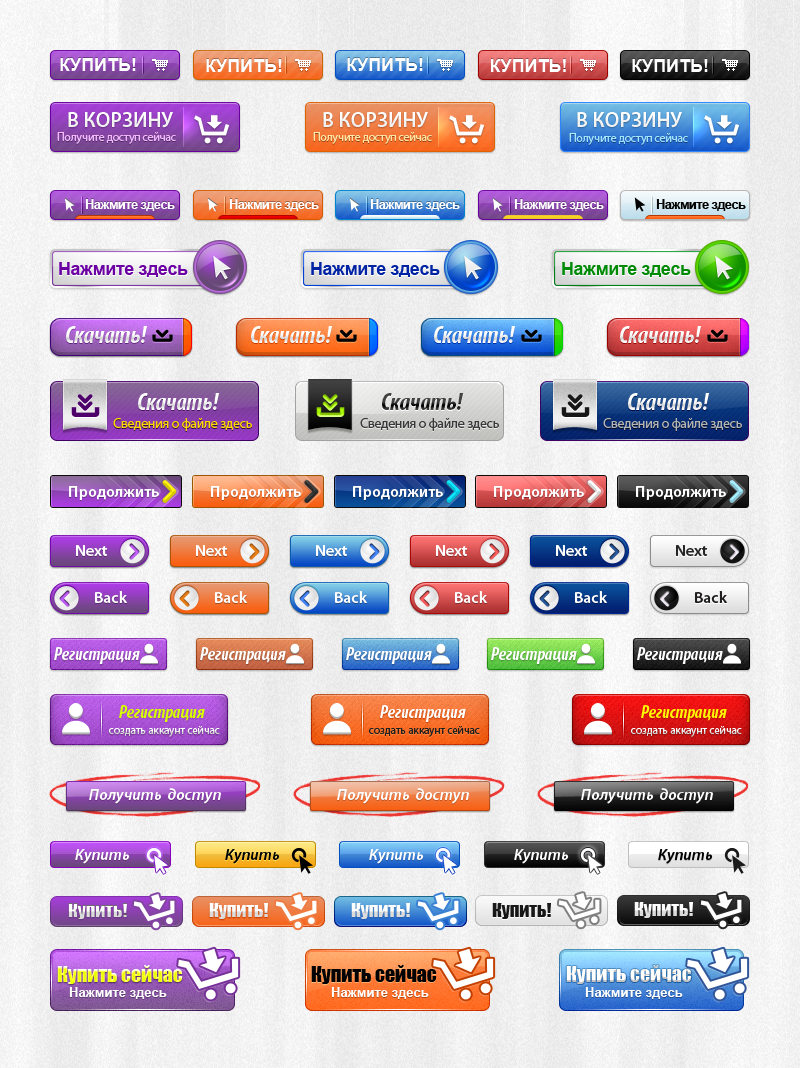 КУПИТЬ! КУПИТЬ! КУПИТЬ! КУПИТЬ! КУПИТЬ!
В КОРЗИНУ В КОРЗИНУ В КОРЗИНУ
Получите доступ сейчас Получите доступ сейчас Получите доступ сейчас
Нажмите здесь Нажмите здесь Нажмите здесь Нажмите здесь Нажмите здесь
Нажмите здесь Нажмите здесь Нажмите здесь
Скачать! Скачать! Скачать! Скачать!
Скачать! Скачать! Скачать!
Сведения о файле здесь Сведения о файле здесь Сведения о файле здесь
Продолжить Продолжить Продолжить Продолжить Продолжить
Next Next Next Next Next Next
Back Back Back Back Back Back
Регистрация Регистрация Регистрация Регистрация Регистрация
Регистрация Регистрация Регистрация
создать аккаунт сейчас создать аккаунт сейчас создать аккаунт сейчас
Получить доступ Получить доступ Получить доступ
Купить Купить Купить Купить Купить
Купить! Купить! Купить! Купить! Купить!
Купить сейчас Купить сейчас Купить сейчас
Нажмите здесь Нажмите здесь Нажмите здесь